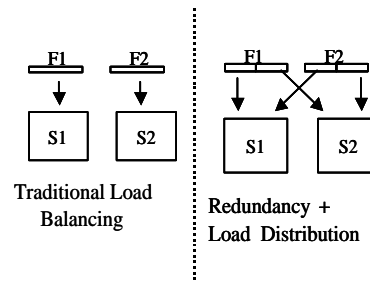 F1 F2
S1 S2
Traditional Load
Balancing
F1 F2
S1 S2
Redundancy +
Load Distribution